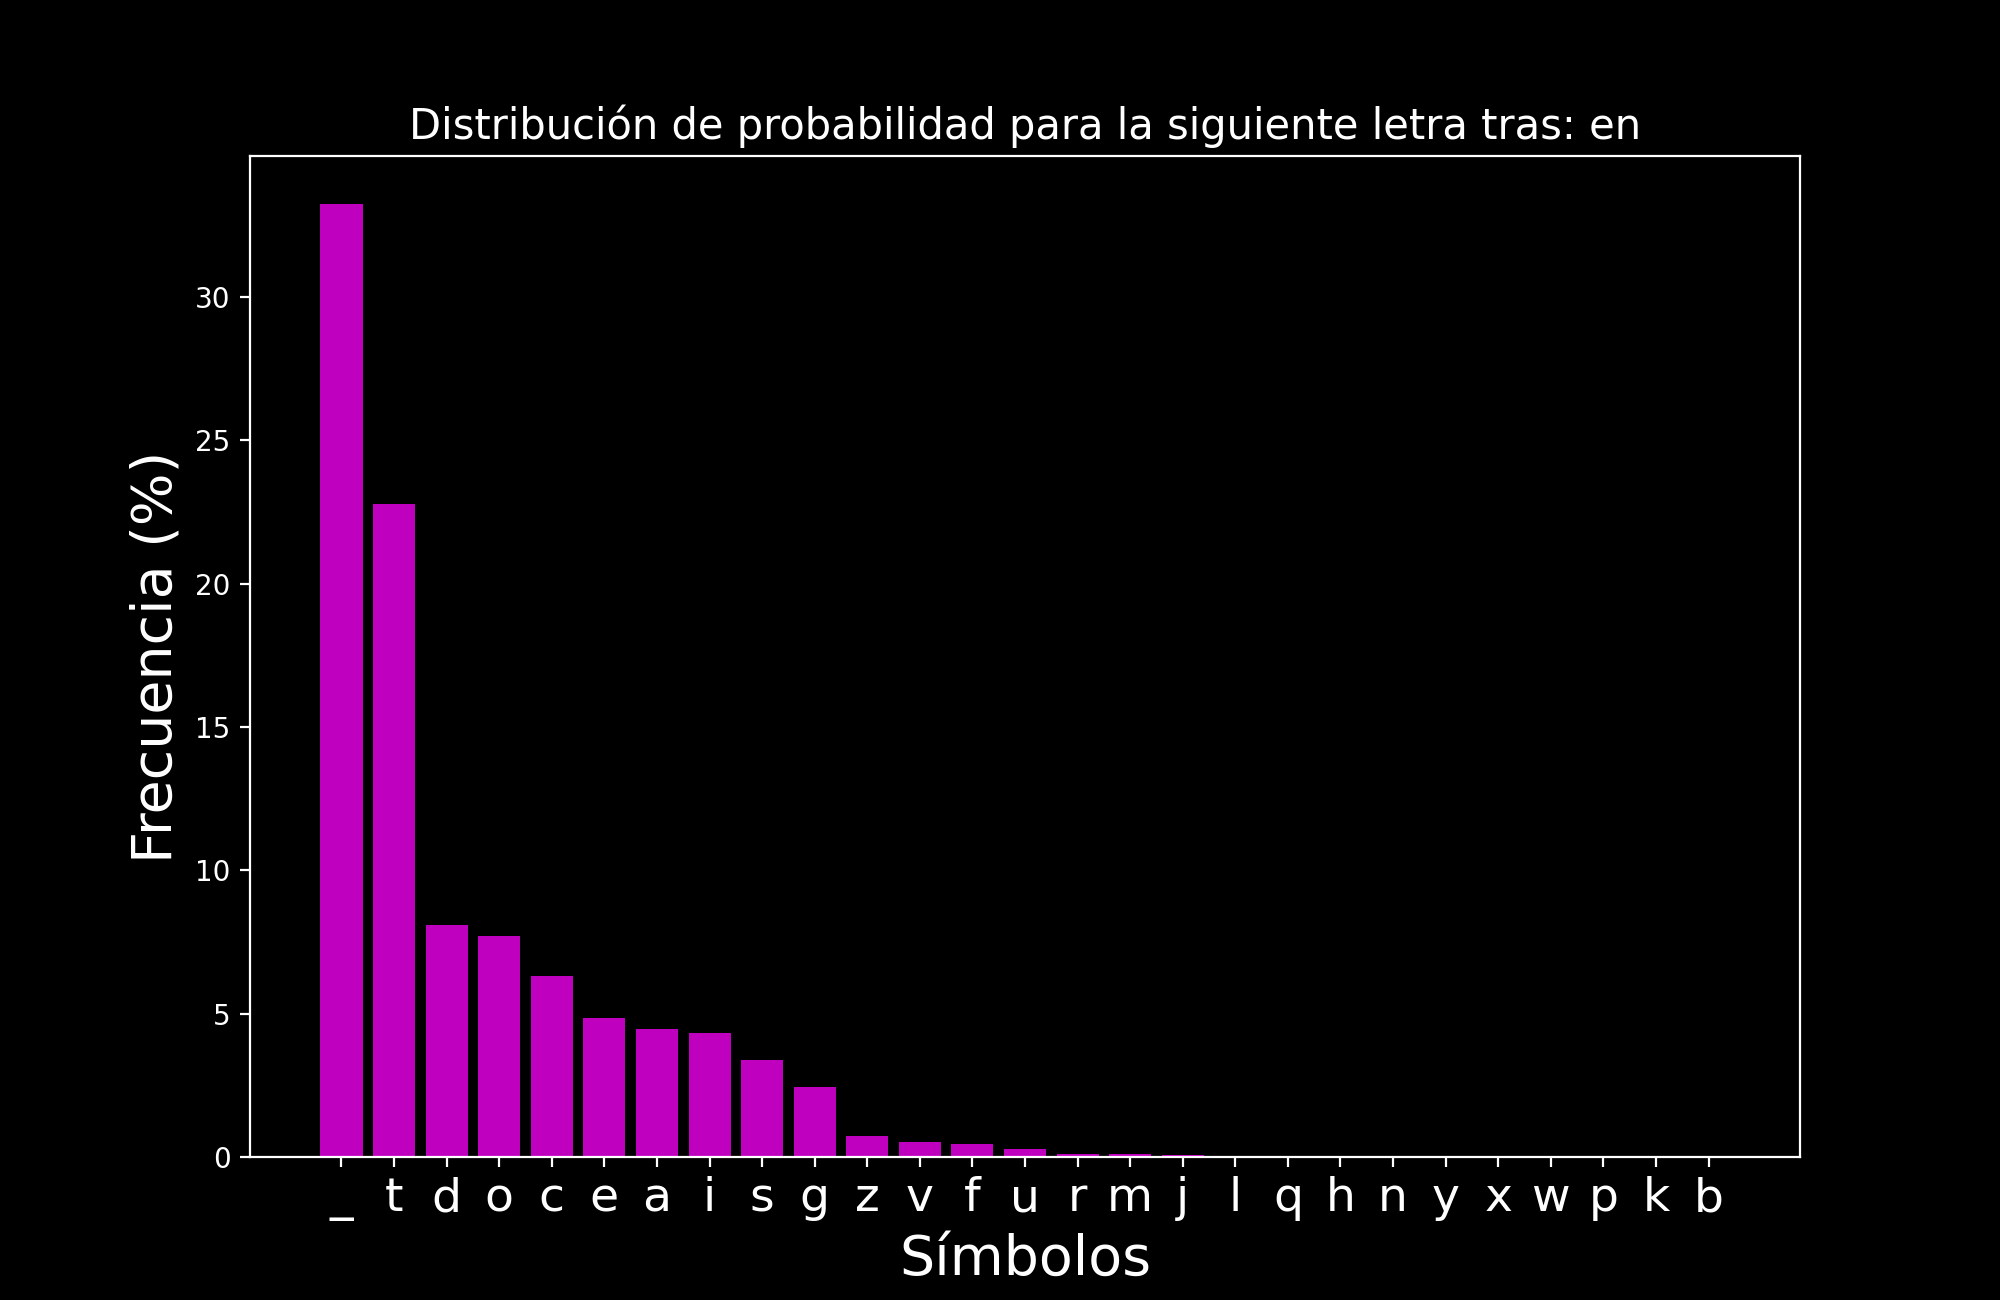 Distribución de probabilidad para la siguiente letra tras: en
Frecuencia (%)
30
25
20
15
10
5
0
_ t d o c e a i s g z v f u r m j l q h n y x w p k b
Símbolos